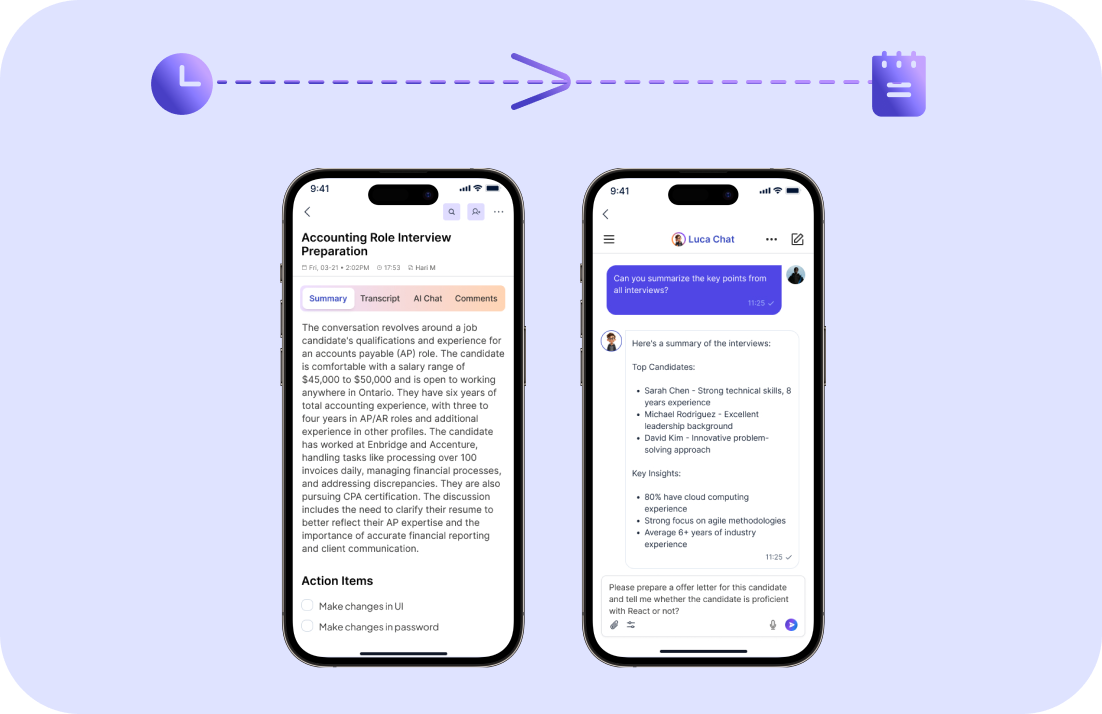 9:41
Accounting Role Interview
Preparation
Fri, 03-21 • 2:02PM 17:53 Hari M
Summary Transcript AI Chat Comments
The conversation revolves around a job
candidate's qualifications and experience for
an accounts payable (AP) role. The candidate
is comfortable with a salary range of
$45,000 to $50,000 and is open to working
anywhere in Ontario. They have six years of
total accounting experience, with three to
four years in AP/AR roles and additional
experience in other profiles. The candidate
has worked at Enbridge and Accenture,
handling tasks like processing over 100
invoices daily, managing financial processes,
and addressing discrepancies. They are also
pursuing CPA certification. The discussion
includes the need to clarify their resume to
better reflect their AP expertise and the
importance of accurate financial reporting
and client communication.
Action Items
Make changes in UI
Make changes in password
9:41
Luca Chat
Can you summarize the key points from
all interviews?
11:25
Here's a summary of the interviews:
Top Candidates:
• Sarah Chen - Strong technical skills, 8
years experience
• Michael Rodriguez - Excellent
leadership background
• David Kim - Innovative problem-
solving approach
Key Insights:
• 80% have cloud computing
experience
• Strong focus on agile methodologies
• Average 6+ years of industry
experience
11:25
Please prepare a offer letter for this candidate
and tell me whether the candidate is proficient
with React or not?